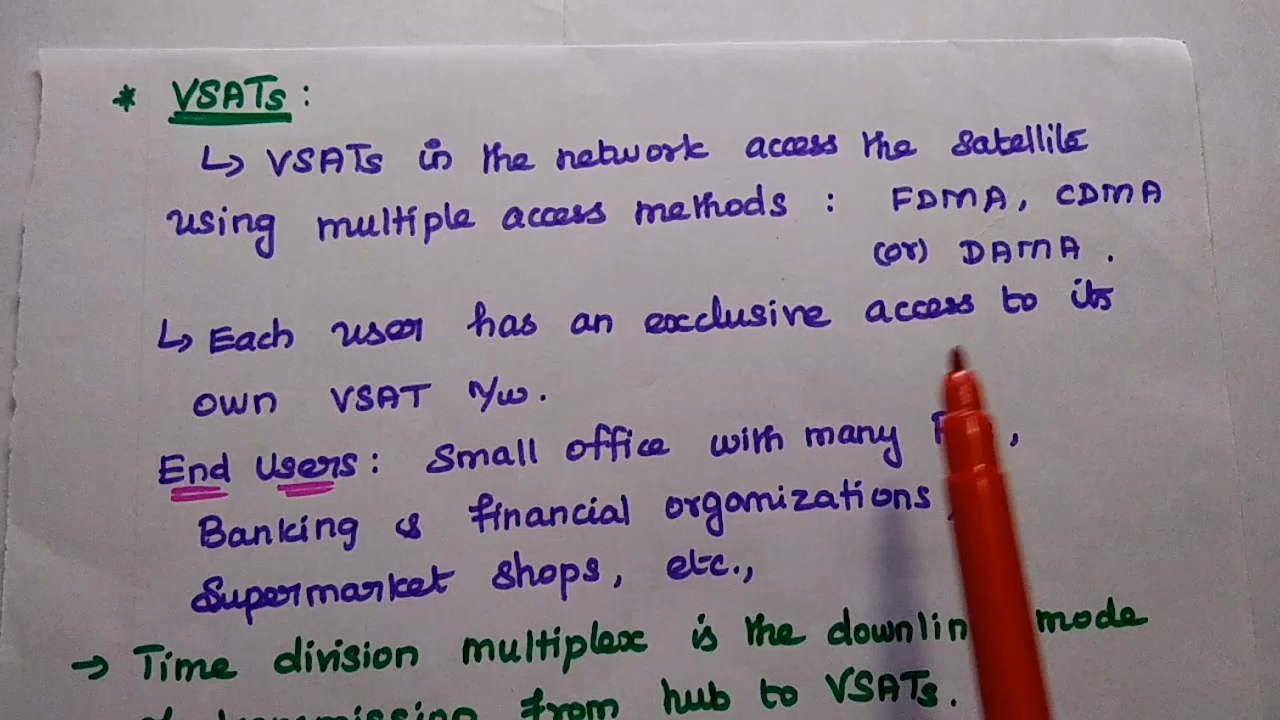 * VSATs :
↳ VSATs in the network access the satellite
using multiple access methods : FDMA, CDMA
(or) DAMA .
↳ Each user has an exclusive access to its
own VSAT N/w .
End Users : Small office with many ,
Banking & financial organizations ,
Supermarket shops, etc.,
→ Time division multiplex is the mode
from hub to VSATs.